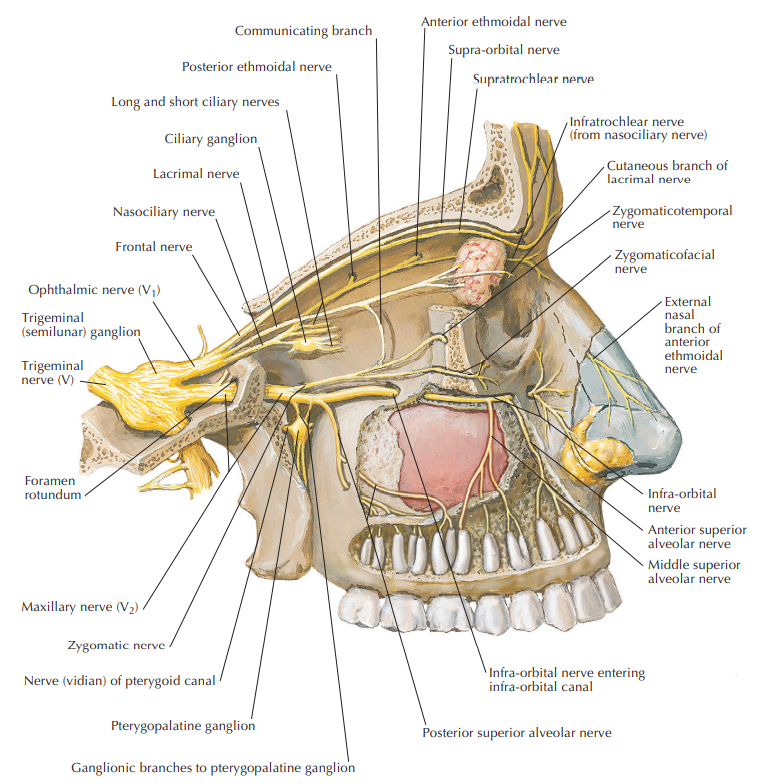 Anterior ethmoidal nerve
Communicating branch
Supra-orbital nerve
Posterior ethmoidal nerve
Supratrochlear nerve
Long and short ciliary nerves
Infratrochlear nerve
(from nasociliary nerve)
Ciliary ganglion
Cutaneous branch of
lacrimal nerve
Lacrimal nerve
Zygomaticotemporal
nerve
Nasociliary nerve
Frontal nerve
Zygomaticofacial
nerve
Ophthalmic nerve (V1)
External
nasal
branch of
anterior
ethmoidal
nerve
Trigeminal
(semilunar) ganglion
Trigeminal
nerve (V)
Foramen
rotundum
Infra-orbital
nerve
Anterior superior
alveolar nerve
Middle superior
alveolar nerve
Maxillary nerve (V2)
Zygomatic nerve
Infra-orbital nerve entering
infra-orbital canal
Nerve (vidian) of pterygoid canal
Pterygopalatine ganglion
Posterior superior alveolar nerve
Ganglionic branches to pterygopalatine ganglion